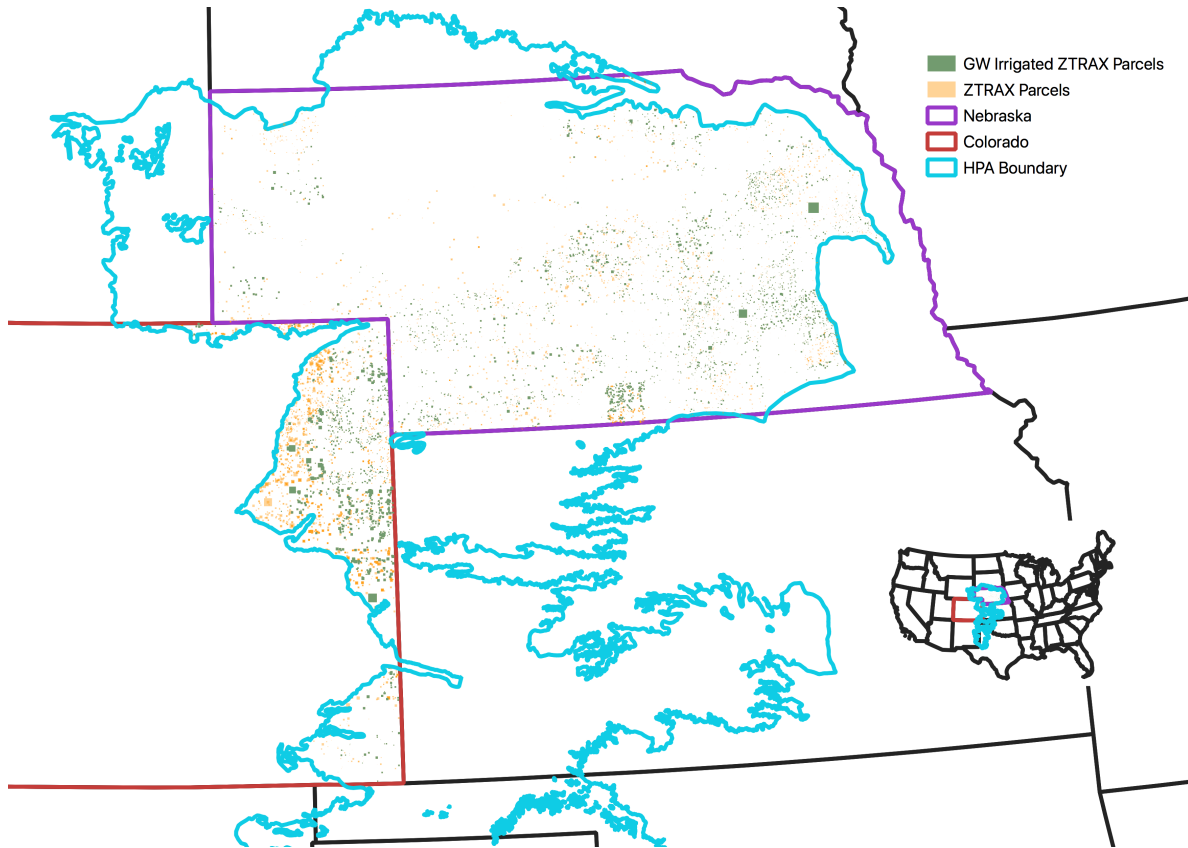 GW Irrigated ZTRAX Parcels
ZTRAX Parcels
Nebraska
Colorado
HPA Boundary